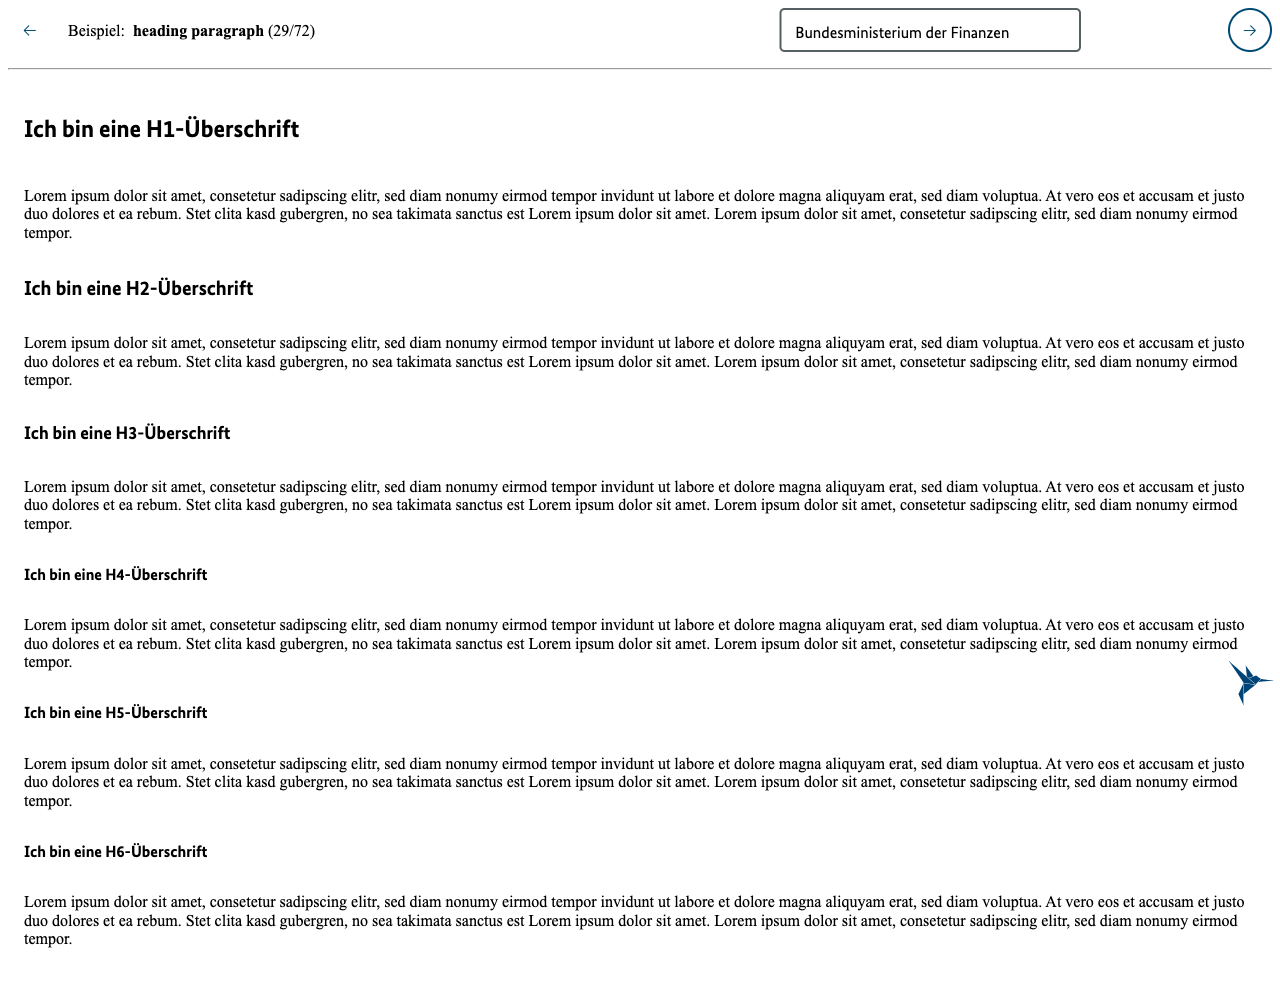 Beispiel: heading paragraph (29/72)
Bundesministerium der Finanzen
Ich bin eine H1-Überschrift
Lorem ipsum dolor sit amet, consetetur sadipscing elitr, sed diam nonumy eirmod tempor invidunt ut labore et dolore magna aliquyam erat, sed diam voluptua. At vero eos et accusam et justo
duo dolores et ea rebum. Stet clita kasd gubergren, no sea takimata sanctus est Lorem ipsum dolor sit amet. Lorem ipsum dolor sit amet, consetetur sadipscing elitr, sed diam nonumy eirmod
tempor.
Ich bin eine H2-Überschrift
Lorem ipsum dolor sit amet, consetetur sadipscing elitr, sed diam nonumy eirmod tempor invidunt ut labore et dolore magna aliquyam erat, sed diam voluptua. At vero eos et accusam et justo
duo dolores et ea rebum. Stet clita kasd gubergren, no sea takimata sanctus est Lorem ipsum dolor sit amet. Lorem ipsum dolor sit amet, consetetur sadipscing elitr, sed diam nonumy eirmod
tempor.
Ich bin eine H3-Überschrift
Lorem ipsum dolor sit amet, consetetur sadipscing elitr, sed diam nonumy eirmod tempor invidunt ut labore et dolore magna aliquyam erat, sed diam voluptua. At vero eos et accusam et justo
duo dolores et ea rebum. Stet clita kasd gubergren, no sea takimata sanctus est Lorem ipsum dolor sit amet. Lorem ipsum dolor sit amet, consetetur sadipscing elitr, sed diam nonumy eirmod
tempor.
Ich bin eine H4-Überschrift
Lorem ipsum dolor sit amet, consetetur sadipscing elitr, sed diam nonumy eirmod tempor invidunt ut labore et dolore magna aliquyam erat, sed diam voluptua. At vero eos et accusam et justo
duo dolores et ea rebum. Stet clita kasd gubergren, no sea takimata sanctus est Lorem ipsum dolor sit amet. Lorem ipsum dolor sit amet, consetetur sadipscing elitr, sed diam nonumy eirmod
tempor.
Ich bin eine H5-Überschrift
Lorem ipsum dolor sit amet, consetetur sadipscing elitr, sed diam nonumy eirmod tempor invidunt ut labore et dolore magna aliquyam erat, sed diam voluptua. At vero eos et accusam et justo
duo dolores et ea rebum. Stet clita kasd gubergren, no sea takimata sanctus est Lorem ipsum dolor sit amet. Lorem ipsum dolor sit amet, consetetur sadipscing elitr, sed diam nonumy eirmod
tempor.
Ich bin eine H6-Überschrift
Lorem ipsum dolor sit amet, consetetur sadipscing elitr, sed diam nonumy eirmod tempor invidunt ut labore et dolore magna aliquyam erat, sed diam voluptua. At vero eos et accusam et justo
duo dolores et ea rebum. Stet clita kasd gubergren, no sea takimata sanctus est Lorem ipsum dolor sit amet. Lorem ipsum dolor sit amet, consetetur sadipscing elitr, sed diam nonumy eirmod
tempor.